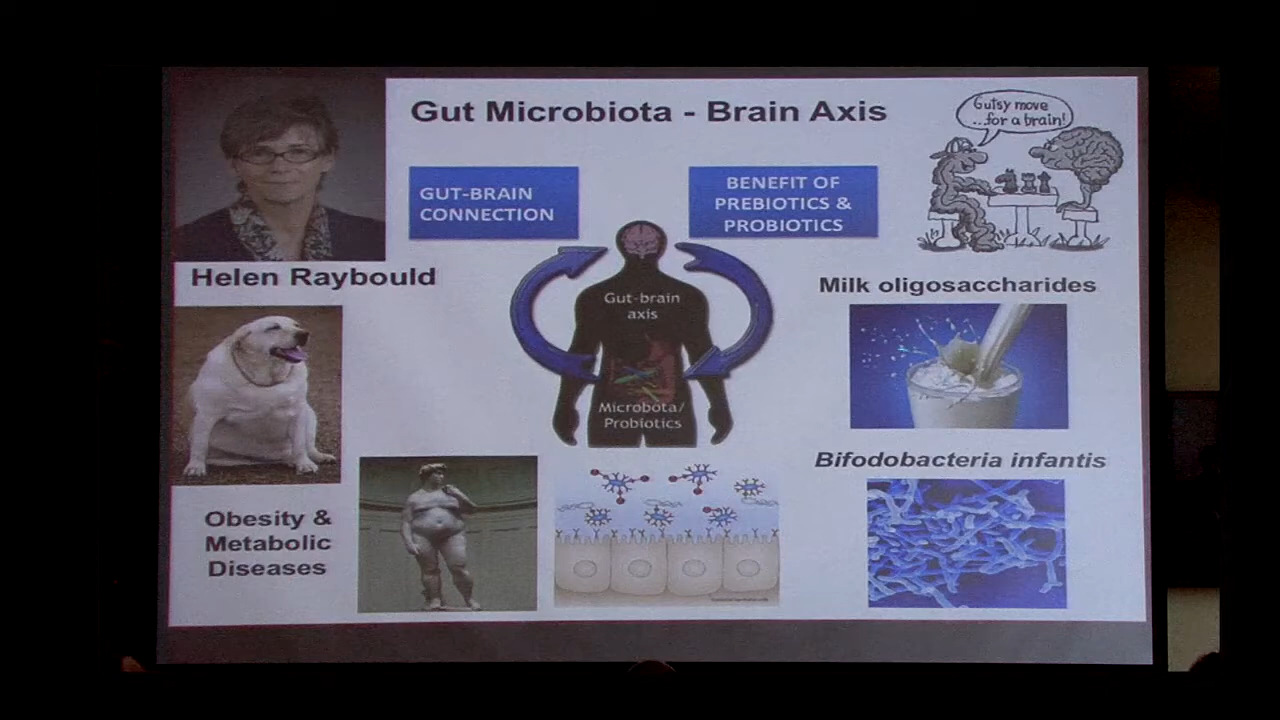 Gut Microbiota - Brain Axis
Gutsy move
...for a brain!
GUT-BRAIN
CONNECTION
BENEFIT OF
PREBIOTICS &
PROBIOTICS
Helen Raybould
Gut-brain
axis
Milk oligosaccharides
Microbota/
Probiotics
Bifodobacteria infantis
Obesity &
Metabolic
Diseases